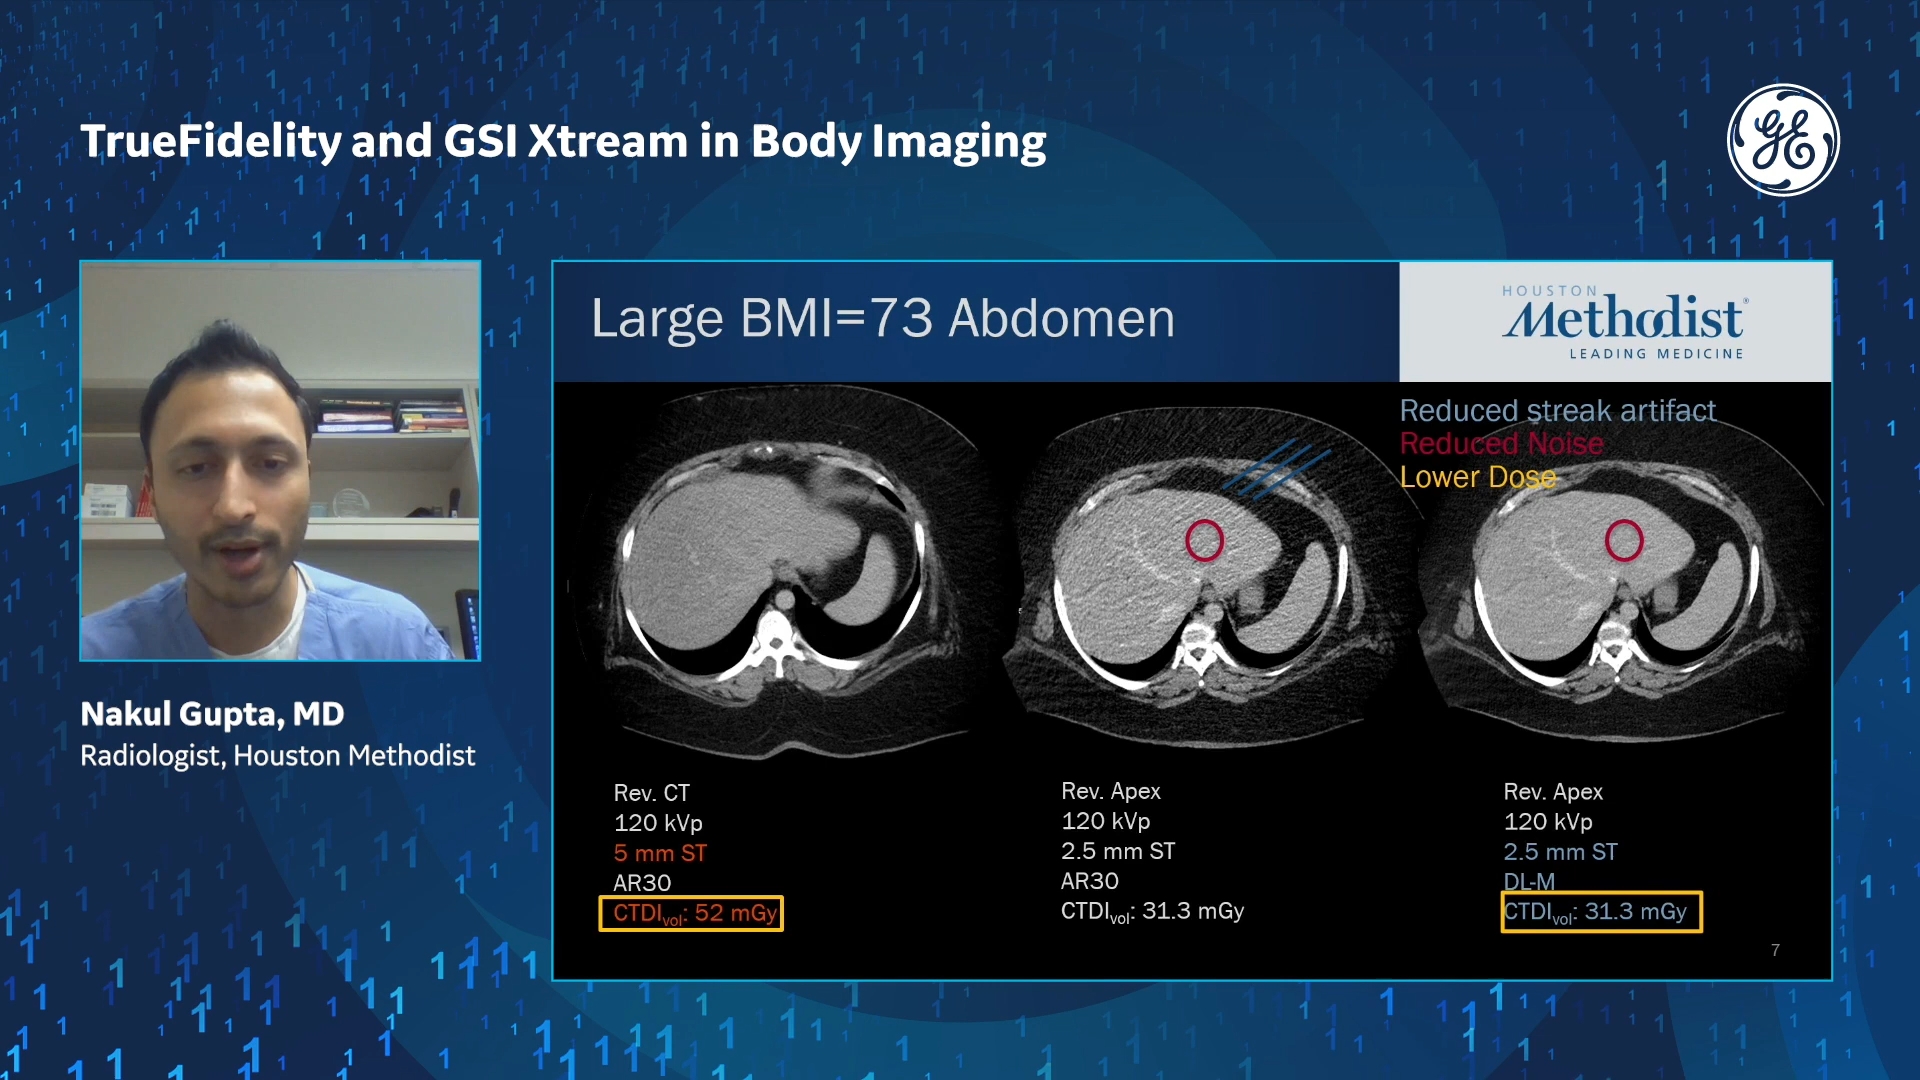 TrueFidelity and GSI Xtream in Body Imaging
GE
Large BMI=73 Abdomen
HOUSTON
Methodist®
LEADING MEDICINE
Reduced streak artifact
Reduced Noise
Lower Dose
Nakul Gupta, MD
Radiologist, Houston Methodist
Rev. CT
120 kVp
5 mm ST
AR30
CTDIvol: 52 mGy
Rev. Apex
120 kVp
2.5 mm ST
AR30
CTDIvol: 31.3 mGy
Rev. Apex
120 kVp
2.5 mm ST
DL-M
CTDIvol: 31.3 mGy
7